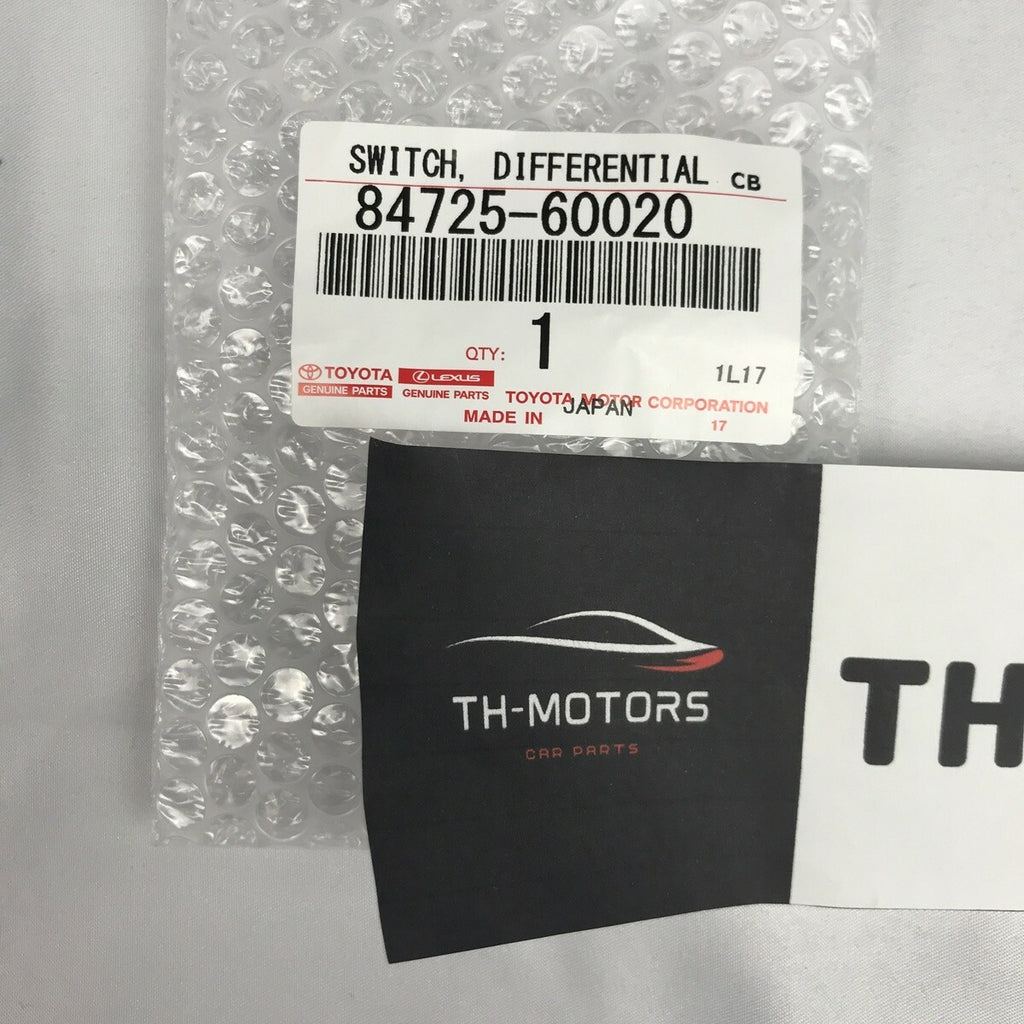 SWITCH, DIFFERENTIAL CB
84725-60020
QTY: 1
TOYOTA
GENUINE PARTS
LEXUS
GENUINE PARTS
1L17
TOYOTA MOTOR CORPORATION
MADE IN JAPAN
17
TH-MOTORS
CAR PARTS
TH